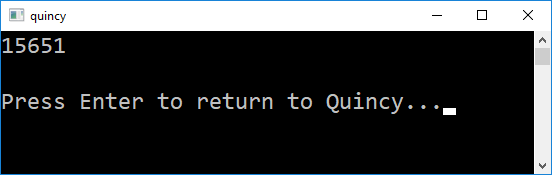 quincy
15651
Press Enter to return to Quincy...